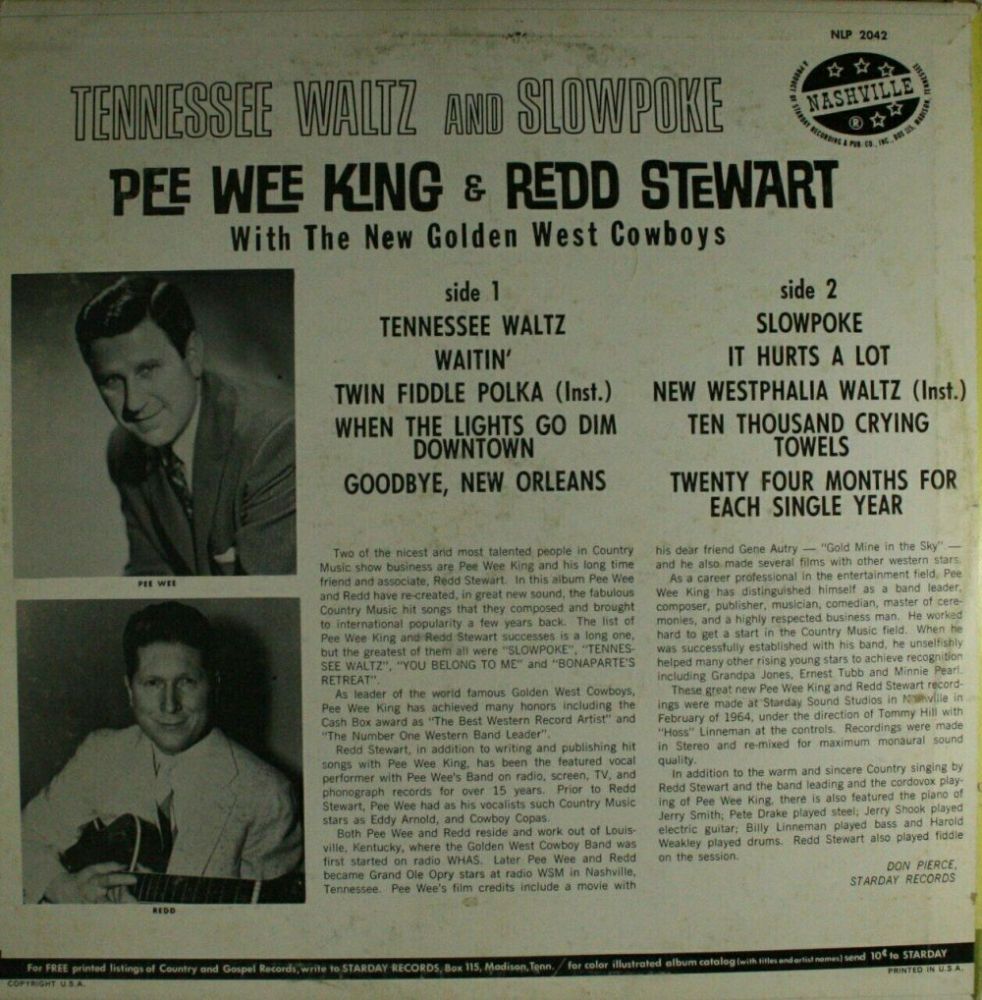 NLP 2042
TENNESSEE WALTZ AND SLOWPOKE
A PRODUCT OF STARDAY RECORDING & PUB. CO., INC., BOX 115, MADISON, TENNESSEE
NASHVILLE
®
PEE WEE KING & REDD STEWART
With The New Golden West Cowboys
side 1
TENNESSEE WALTZ
WAITIN'
TWIN FIDDLE POLKA (Inst.)
WHEN THE LIGHTS GO DIM
DOWNTOWN
GOODBYE, NEW ORLEANS
side 2
SLOWPOKE
IT HURTS A LOT
NEW WESTPHALIA WALTZ (Inst.)
TEN THOUSAND CRYING
TOWELS
TWENTY FOUR MONTHS FOR
EACH SINGLE YEAR
PEE WEE
REDD
Two of the nicest and most talented people in Country
Music show business are Pee Wee King and his long time
friend and associate, Redd Stewart. In this album Pee Wee
and Redd have re-created, in great new sound, the fabulous
Country Music hit songs that they composed and brought
to international popularity a few years back. The list of
Pee Wee King and Redd Stewart successes is a long one,
but the greatest of them all were "SLOWPOKE", "TENNES-
SEE WALTZ", "YOU BELONG TO ME" and "BONAPARTE'S
RETREAT".
As leader of the world famous Golden West Cowboys,
Pee Wee King has achieved many honors including the
Cash Box award as "The Best Western Record Artist" and
"The Number One Western Band Leader".
Redd Stewart, in addition to writing and publishing hit
songs with Pee Wee King, has been the featured vocal
performer with Pee Wee's Band on radio, screen, TV, and
phonograph records for over 15 years. Prior to Redd
Stewart, Pee Wee had as his vocalists such Country Music
stars as Eddy Arnold, and Cowboy Copas.
Both Pee Wee and Redd reside and work out of Louis-
ville, Kentucky, where the Golden West Cowboy Band was
first started on radio WHAS. Later Pee Wee and Redd
became Grand Ole Opry stars at radio WSM in Nashville,
Tennessee. Pee Wee's film credits include a movie with
his dear friend Gene Autry — "Gold Mine in the Sky" —
and he also made several films with other western stars.
As a career professional in the entertainment field, Pee
Wee King has distinguished himself as a band leader,
composer, publisher, musician, comedian, master of cere-
monies, and a highly respected business man. He worked
hard to get a start in the Country Music field. When he
was successfully established with his band, he unselfishly
helped many other rising young stars to achieve recognition
including Grandpa Jones, Ernest Tubb and Minnie Pearl.
These great new Pee Wee King and Redd Stewart record-
ings were made at Starday Sound Studios in Nashville in
February of 1964, under the direction of Tommy Hill with
"Hoss" Linneman at the controls. Recordings were made
in Stereo and re-mixed for maximum monaural sound
quality.
In addition to the warm and sincere Country singing by
Redd Stewart and the band leading and the cordovox play-
ing of Pee Wee King, there is also featured the piano of
Jerry Smith; Pete Drake played steel; Jerry Shook played
electric guitar; Billy Linneman played bass and Harold
Weakley played drums. Redd Stewart also played fiddle
on the session.
DON PIERCE,
STARDAY RECORDS
For FREE printed listings of Country and Gospel Records, write to STARDAY RECORDS, Box 115, Madison, Tenn. / for color illustrated album catalog (with titles and artist names) send 10¢ to STARDAY
COPYRIGHT U.S.A.
PRINTED IN U.S.A.